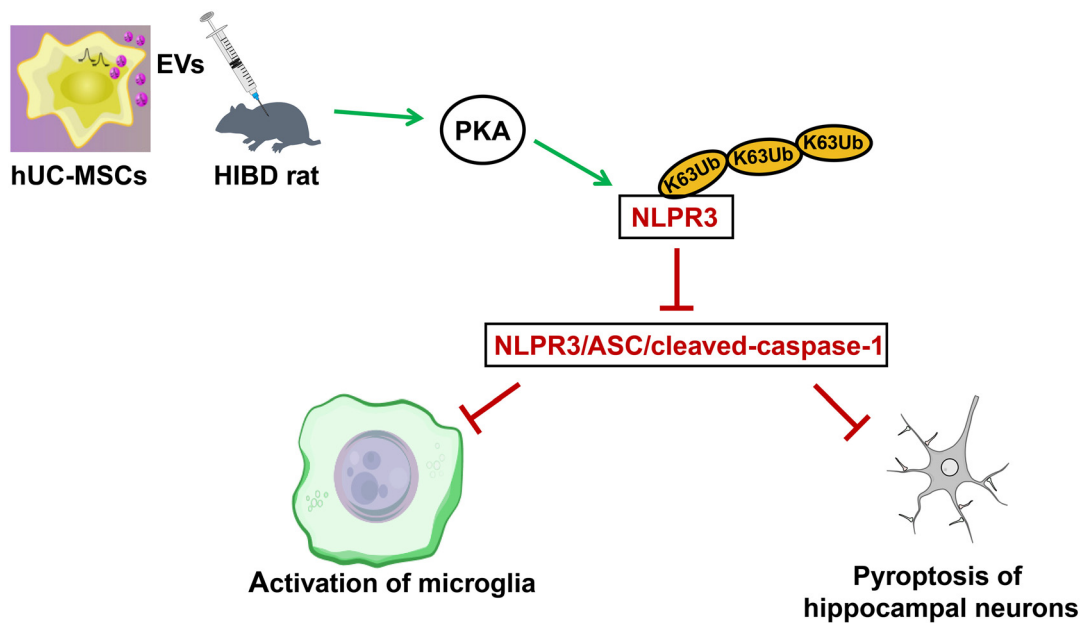 EVs
hUC-MSCs
HIBD rat
PKA
K63Ub
K63Ub
K63Ub
NLPR3
NLPR3/ASC/cleaved-caspase-1
Activation of microglia
Pyroptosis of
hippocampal neurons